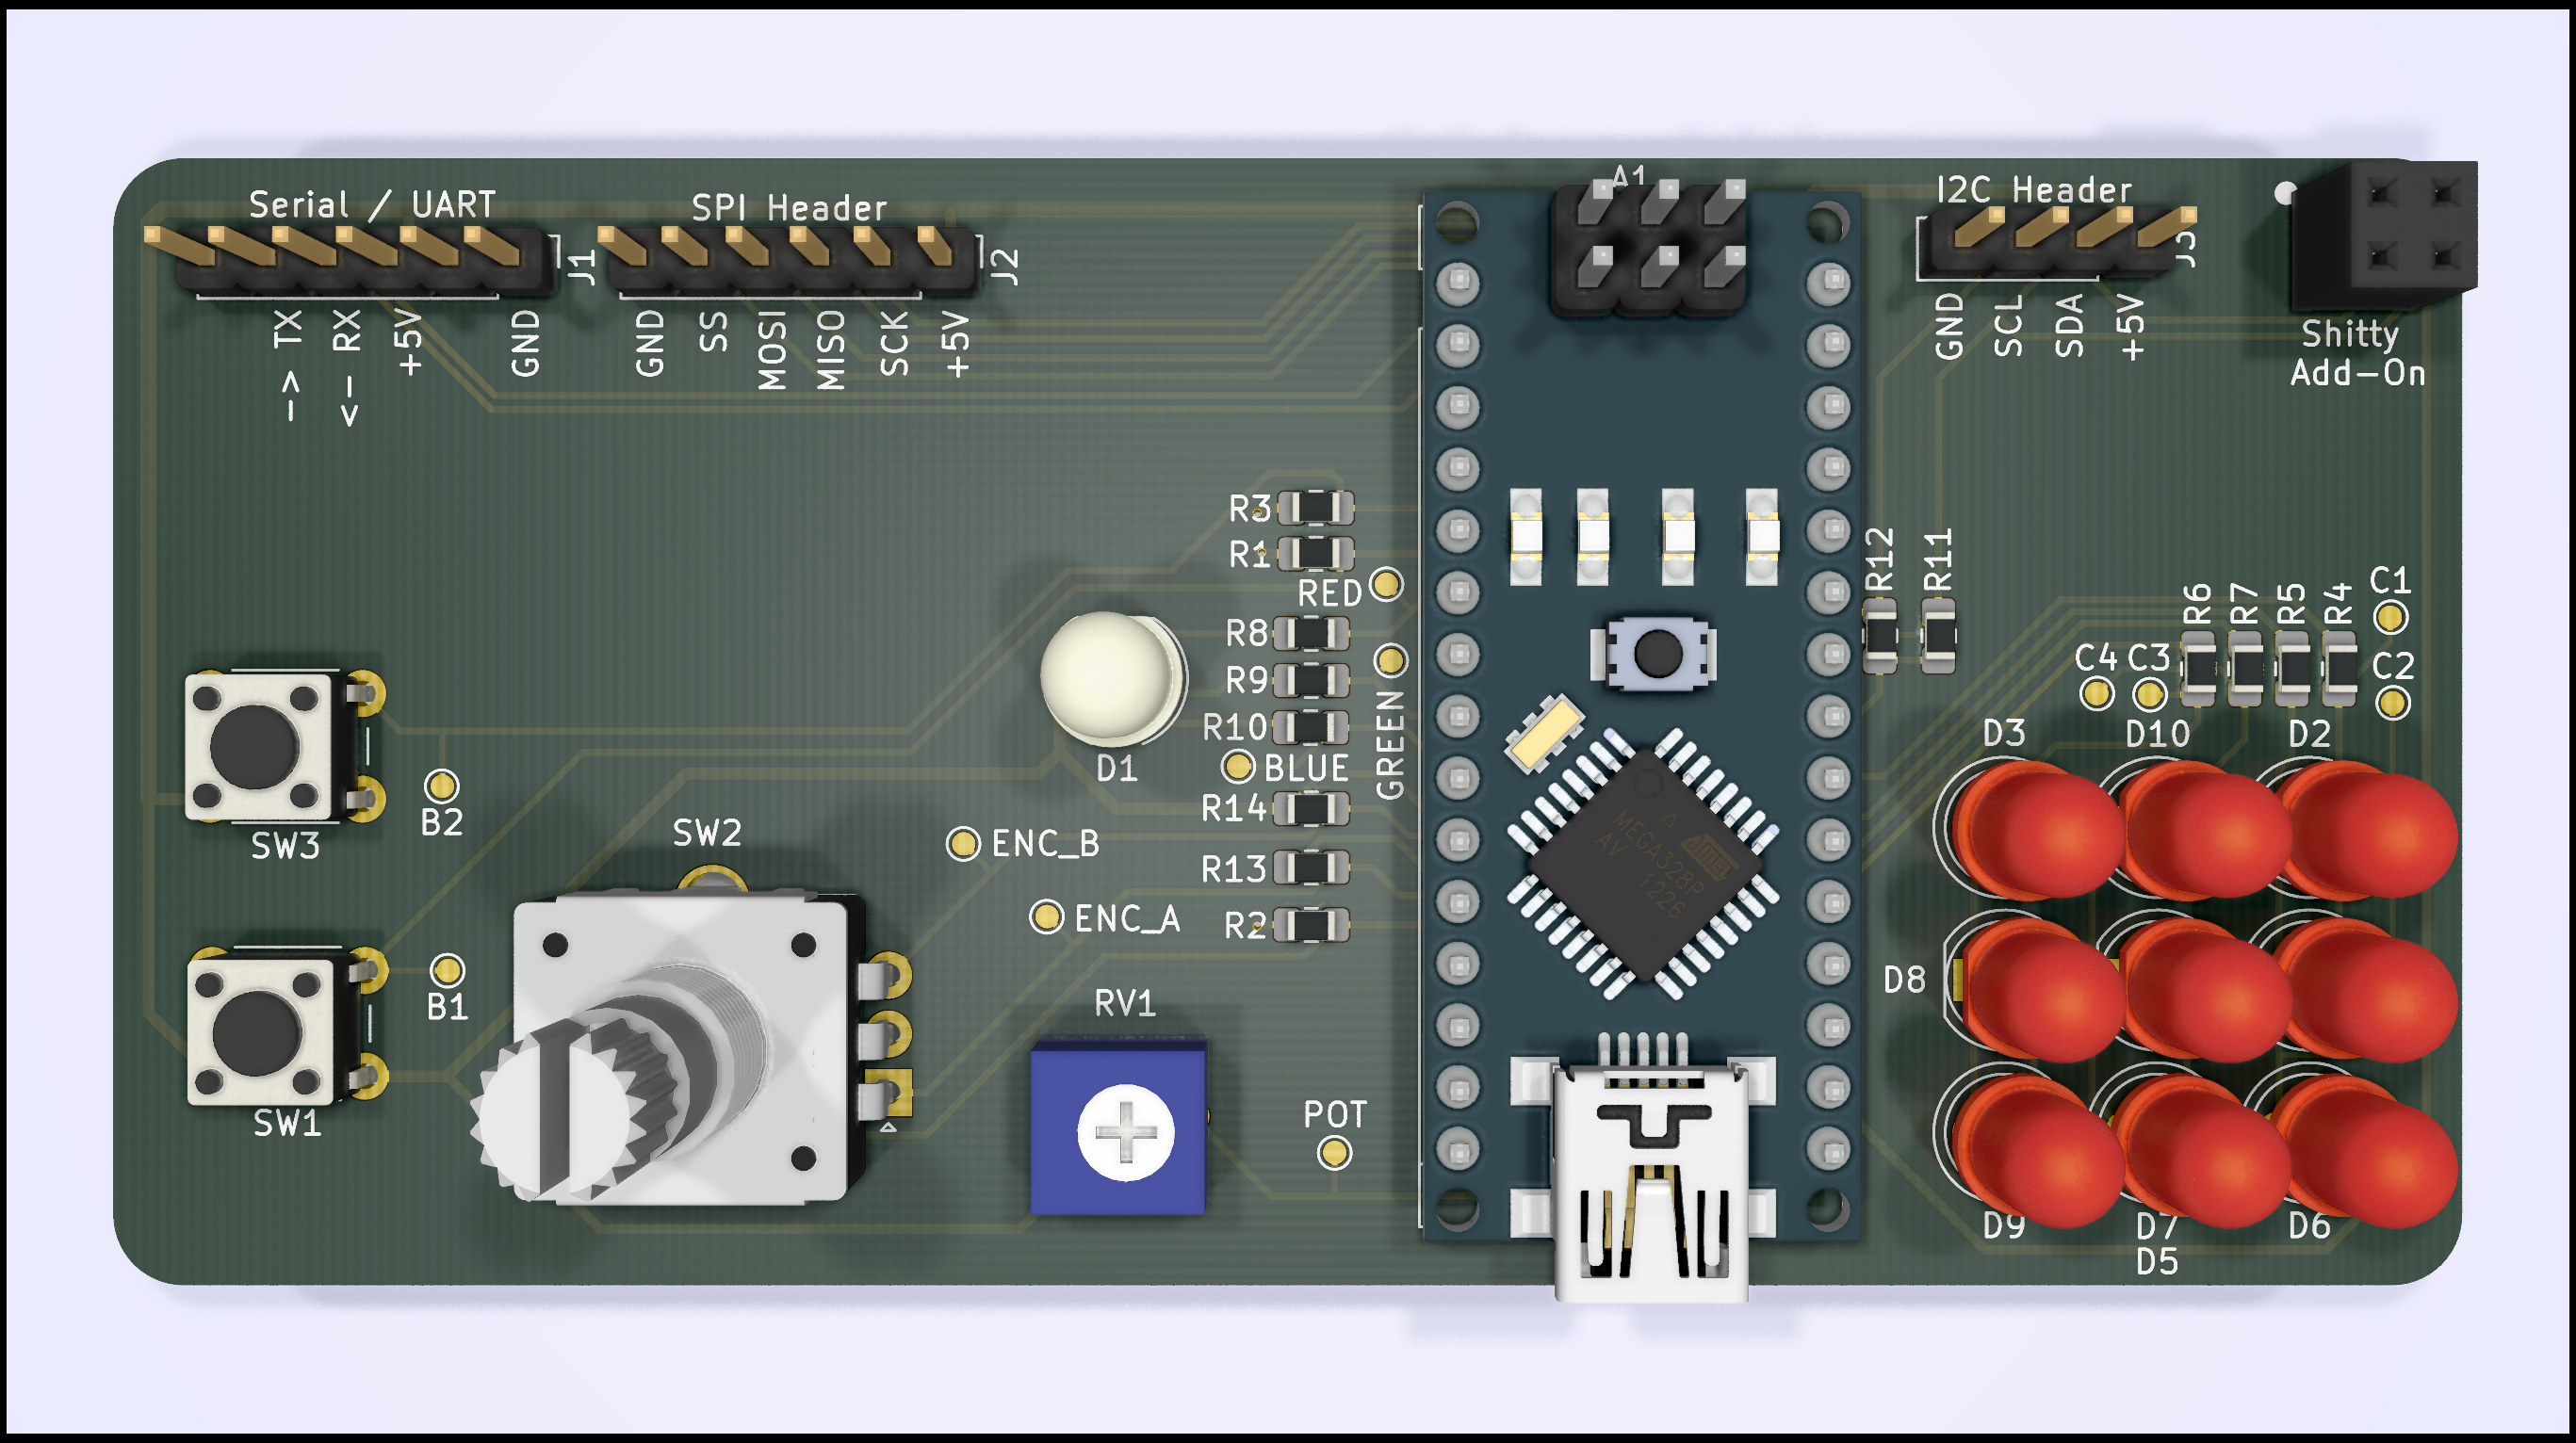 Serial / UART
J1
-> TX
<- RX
+5V
GND
SPI Header
J2
GND
SS
MOSI
MISO
SCK
+5V
A1
I2C Header
J3
GND
SCL
SDA
+5V
Shitty
Add-On
R3
R1
RED
R8
R9
R10
BLUE
GREEN
R14
R13
R2
D1
R12
R11
R6
R7
R5
R4
C1
C4
C3
C2
D3
D10
D2
SW3
B2
SW2
ENC_B
ENC_A
MEGA328P
AV
1226
ATMEL
D8
B1
SW1
RV1
POT
D9
D7
D6
D5